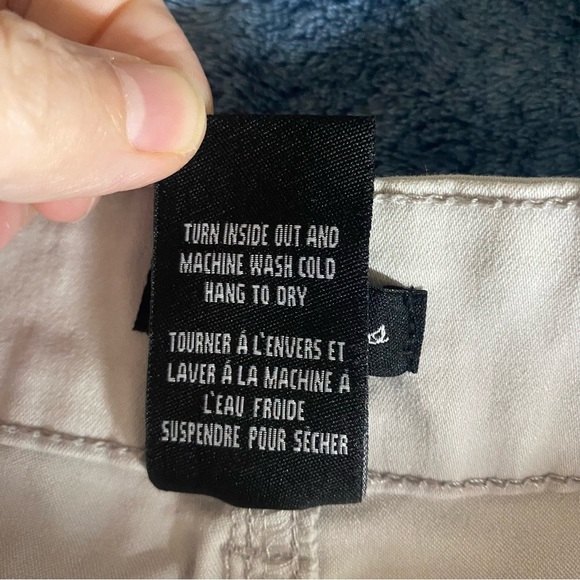 TURN INSIDE OUT AND
MACHINE WASH COLD
HANG TO DRY
TOURNER Á L'ENVERS ET
LAVER Á LA MACHINE Á
L'EAU FROIDE
SUSPENDRE POUR SÉCHER